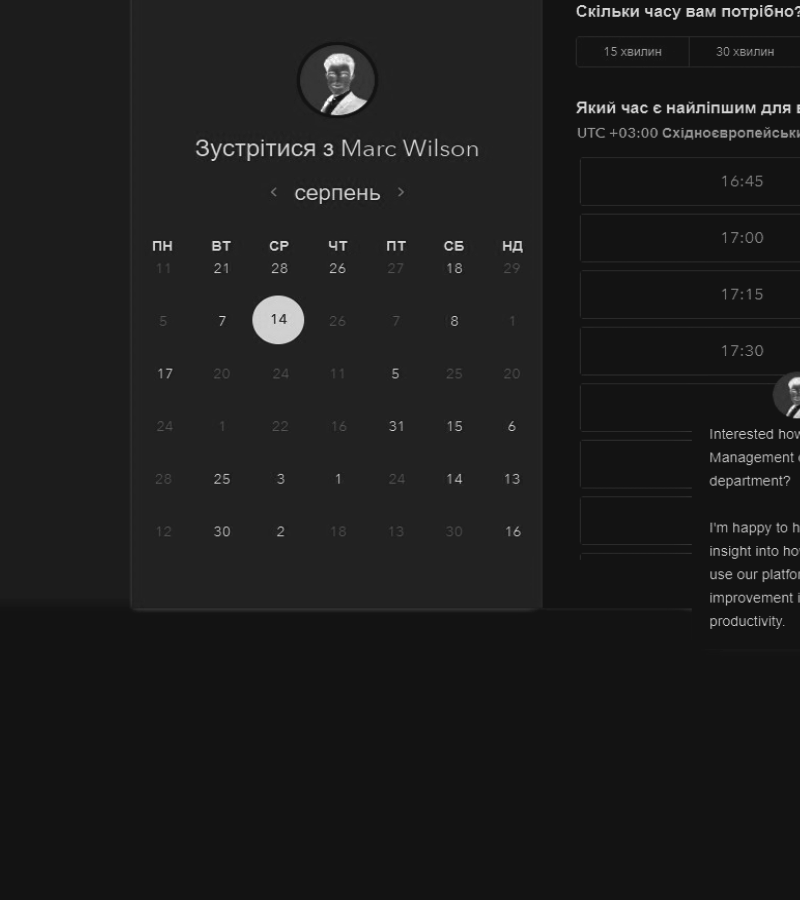 Зустрітися з Marc Wilson
серпень
ПН ВТ СР ЧТ ПТ СБ НД
11 21 28 26 27 18 29
5 7 14 26 7 8 1
17 20 24 11 5 25 20
24 1 22 16 31 15 6
28 25 3 1 24 14 13
12 30 2 18 13 30 16
Скільки часу вам потрібно?
15 хвилин 30 хвилин
Який час є найліпшим для
UTC +03:00
16:45
17:00
17:15
17:30
Interested how
Management
department?
I'm happy to
insight into
use our
improvement
productivity.